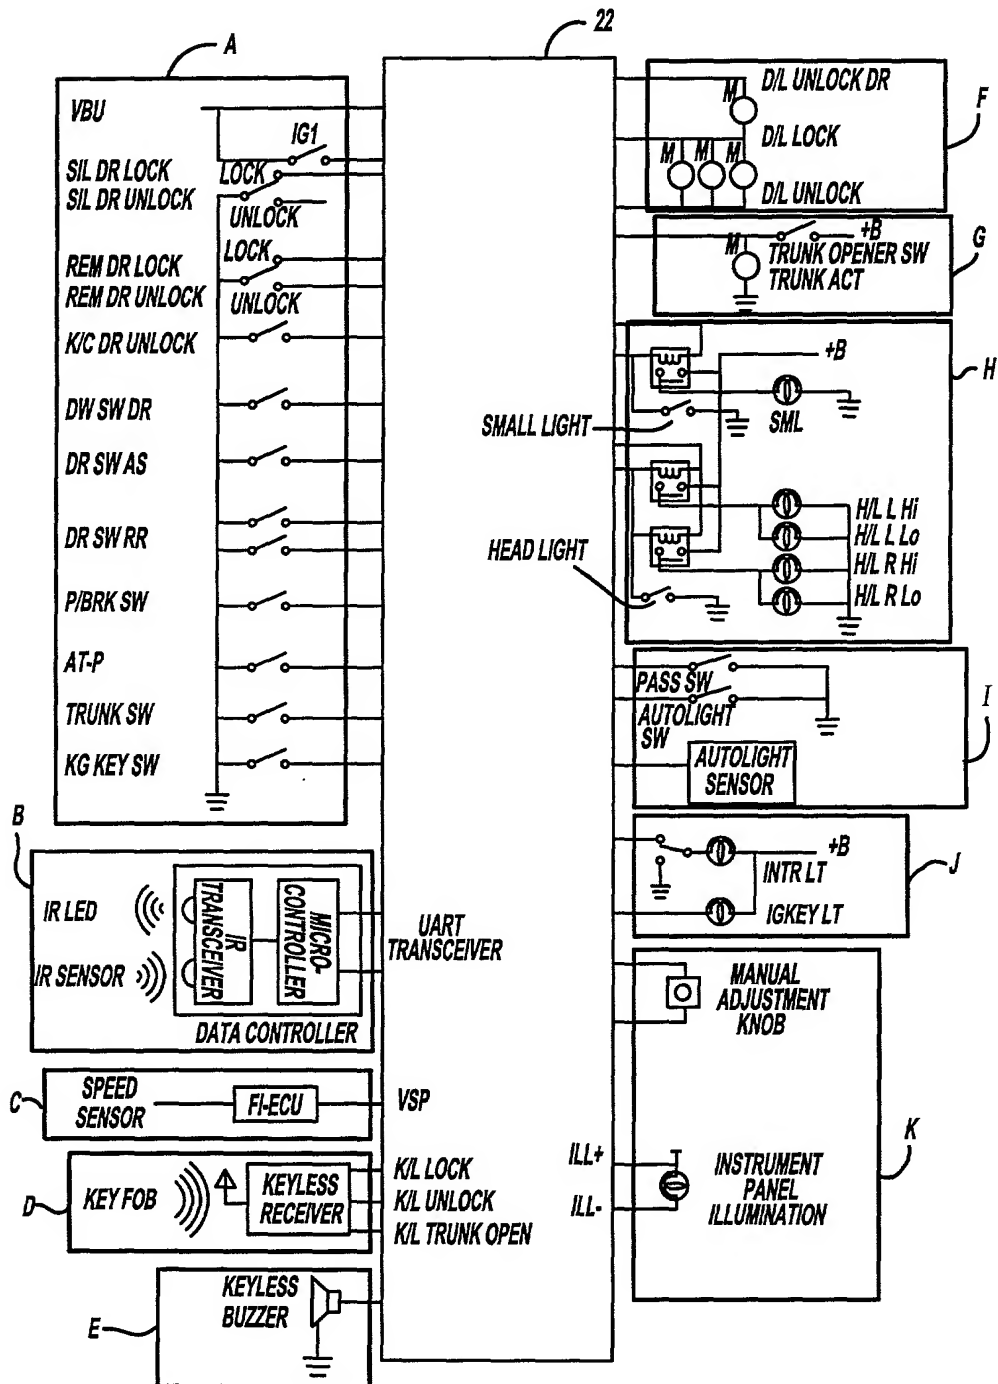 22
A
VBU
IG1
SIL DR LOCK
SIL DR UNLOCK
LOCK
UNLOCK
REM DR LOCK
REM DR UNLOCK
LOCK
UNLOCK
K/C DR UNLOCK
DW SW DR
DR SW AS
DR SW RR
P/BRK SW
AT-P
TRUNK SW
KG KEY SW
B
IR LED
IR SENSOR
IR
TRANSCEIVER
MICRO-
CONTROLLER
DATA CONTROLLER
UART
TRANSCEIVER
C
SPEED
SENSOR
FI-ECU
VSP
D
KEY FOB
KEYLESS
RECEIVER
K/L LOCK
K/L UNLOCK
K/L TRUNK OPEN
E
KEYLESS
BUZZER
F
M
D/L UNLOCK DR
D/L LOCK
M
M
M
D/L UNLOCK
G
+B
M
TRUNK OPENER SW
TRUNK ACT
H
+B
SML
SMALL LIGHT
HEAD LIGHT
H/L L Hi
H/L L Lo
H/L R Hi
H/L R Lo
I
PASS SW
AUTOLIGHT
SW
AUTOLIGHT
SENSOR
J
+B
INTR LT
IGKEY LT
K
MANUAL
ADJUSTMENT
KNOB
ILL+
ILL-
INSTRUMENT
PANEL
ILLUMINATION